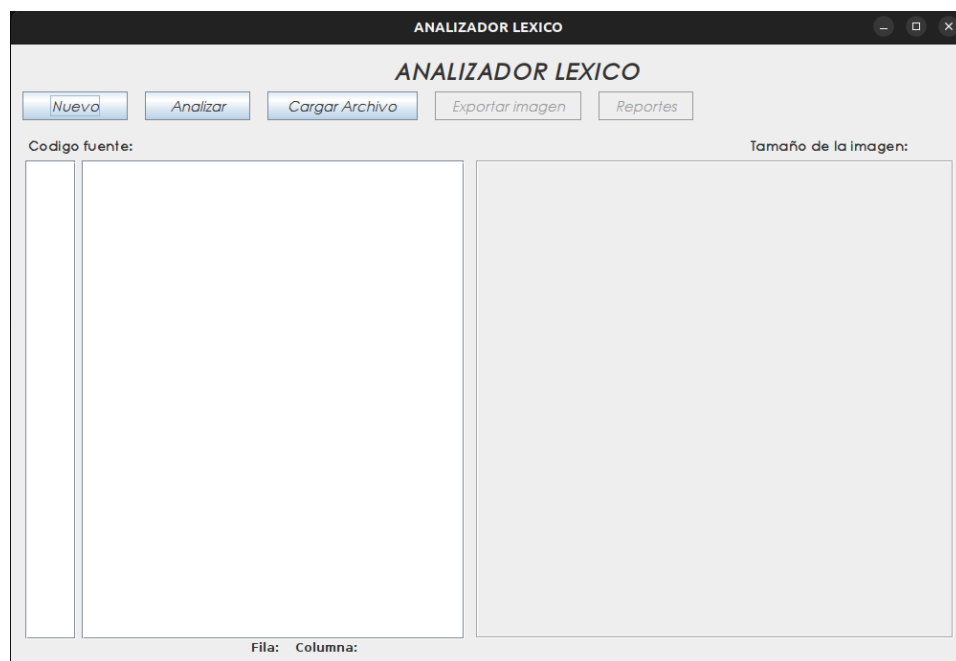 ANALIZADOR LEXICO
ANALIZADOR LEXICO
Nuevo Analizar Cargar Archivo Exportar imagen Reportes
Codigo fuente: Tamaño de la imagen:
Fila: Columna: